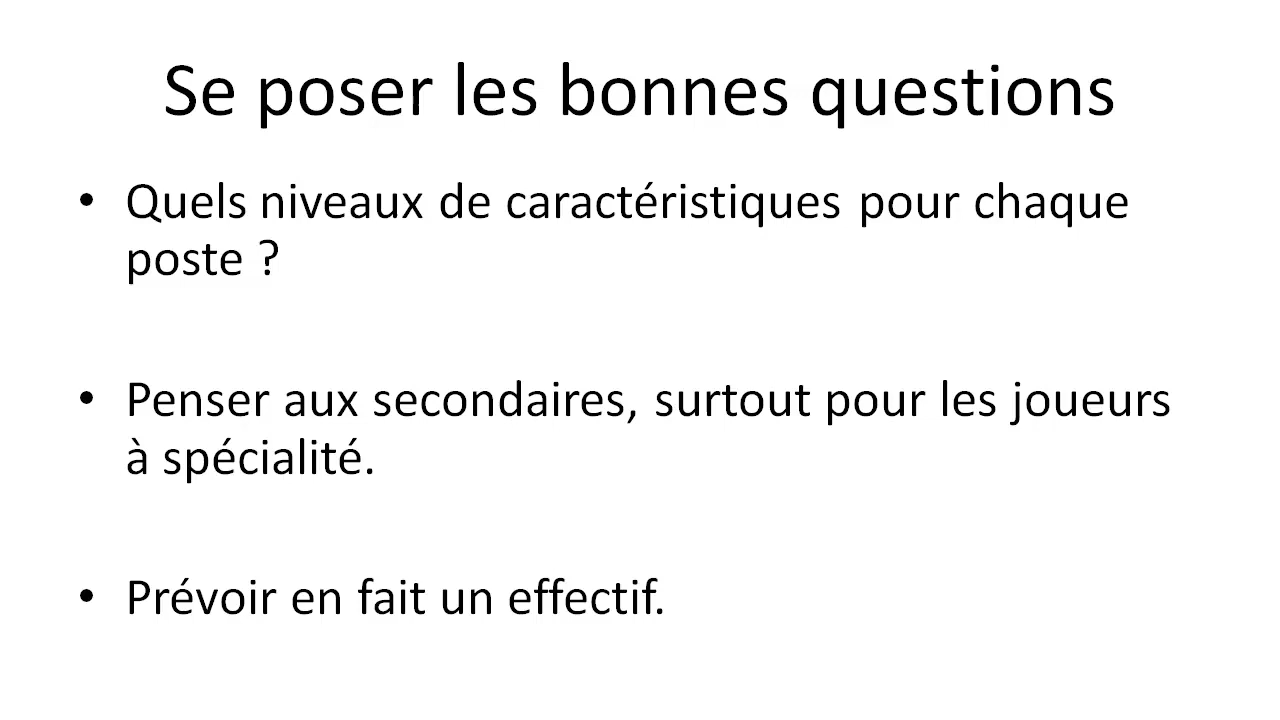 Se poser les bonnes questions
• Quels niveaux de caractéristiques pour chaque
poste ?
• Penser aux secondaires, surtout pour les joueurs
à spécialité.
• Prévoir en fait un effectif.